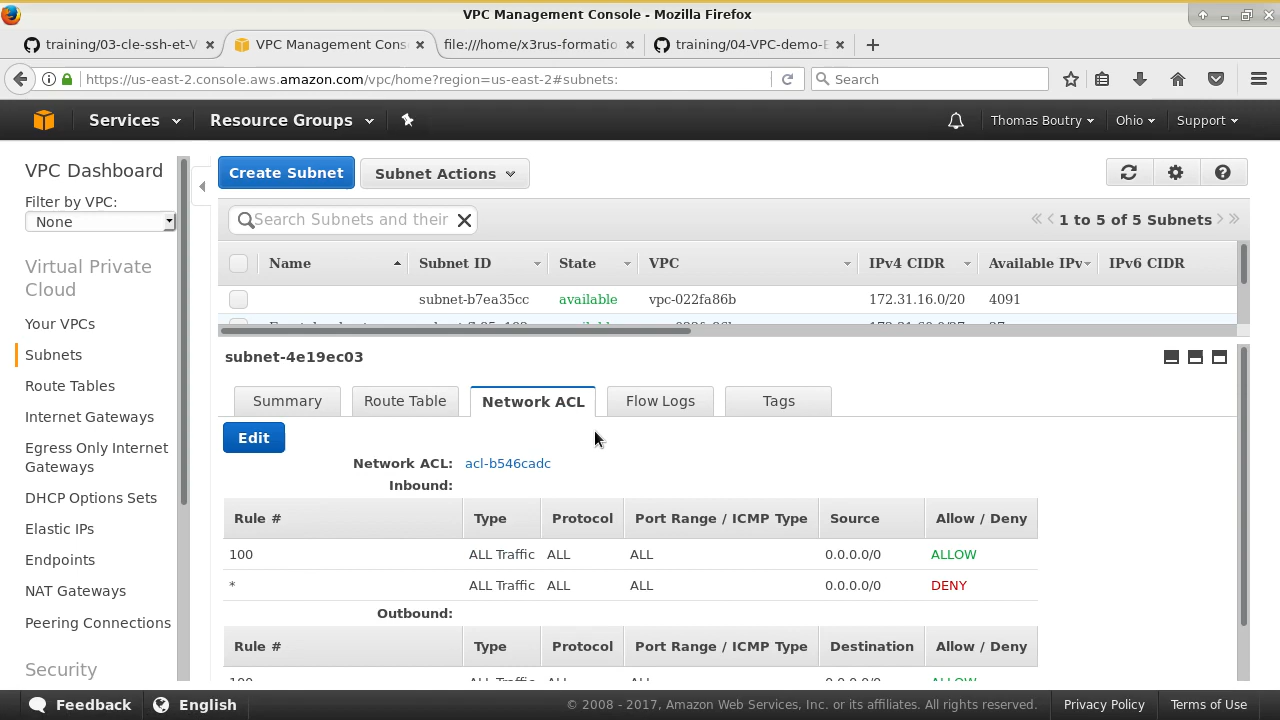 VPC Management Console - Mozilla Firefox
training/03-cle-ssh-et-V
VPC Management Cons
file:///home/x3rus-formatio
training/04-VPC-demo-E
https://us-east-2.console.aws.amazon.com/vpc/home?region=us-east-2#subnets:
Search
Services
Resource Groups
Thomas Boutry
Ohio
Support
VPC Dashboard
Filter by VPC:
None
Virtual Private
Cloud
Your VPCs
Subnets
Route Tables
Internet Gateways
Egress Only Internet
Gateways
DHCP Options Sets
Elastic IPs
Endpoints
NAT Gateways
Peering Connections
Security
Create Subnet
Subnet Actions
Search Subnets and their
1 to 5 of 5 Subnets
Name Subnet ID State VPC IPv4 CIDR Available IPv IPv6 CIDR
subnet-b7ea35cc available vpc-022fa86b 172.31.16.0/20 4091
subnet-4e19ec03
Summary
Route Table
Network ACL
Flow Logs
Tags
Edit
Network ACL: acl-b546cadc
Inbound:
Rule # Type Protocol Port Range / ICMP Type Source Allow / Deny
100 ALL Traffic ALL ALL 0.0.0.0/0 ALLOW
* ALL Traffic ALL ALL 0.0.0.0/0 DENY
Outbound:
Rule # Type Protocol Port Range / ICMP Type Destination Allow / Deny
Feedback
English
© 2008 - 2017, Amazon Web Services, Inc. or its affiliates. All rights reserved.
Privacy Policy
Terms of Use